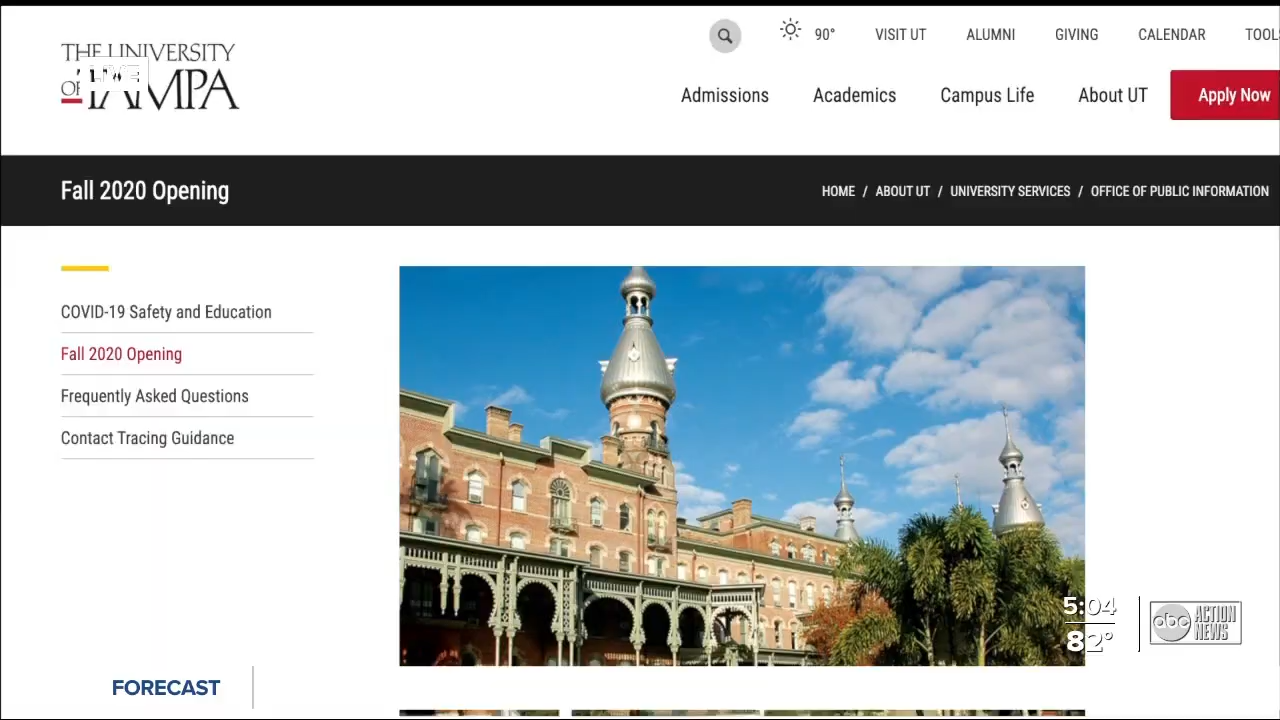 THE UNIVERSITY
OF TAMPA
LIVE
90°
VISIT UT
ALUMNI
GIVING
CALENDAR
TOOLS
Admissions
Academics
Campus Life
About UT
Apply Now
Fall 2020 Opening
HOME / ABOUT UT / UNIVERSITY SERVICES / OFFICE OF PUBLIC INFORMATION
COVID-19 Safety and Education
Fall 2020 Opening
Frequently Asked Questions
Contact Tracing Guidance
5:04
82°
abc ACTION
NEWS
FORECAST